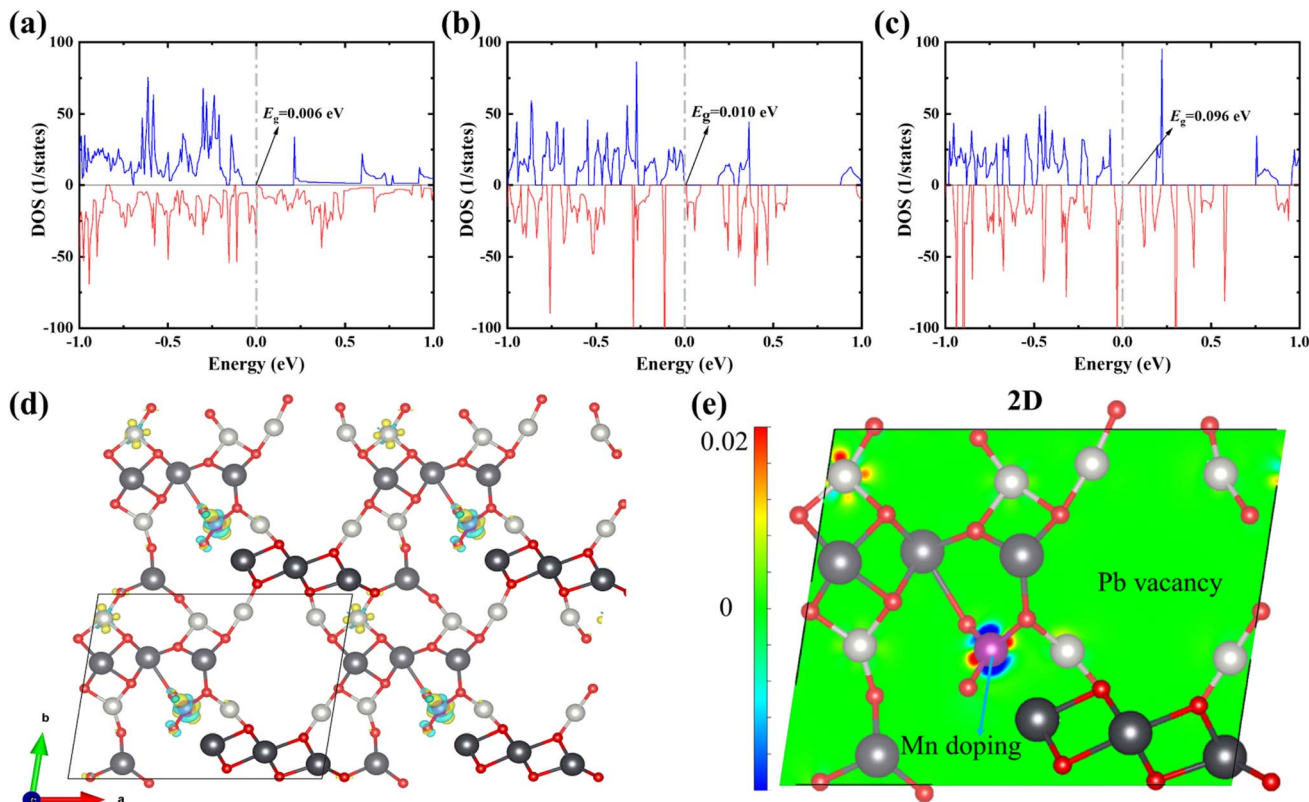 (a)
100
50
0
-50
-100
DOS (1/states)
E_g=0.006 eV
-1.0 -0.5 0.0 0.5 1.0
Energy (eV)
(b)
100
50
0
-50
-100
DOS (1/states)
Eg=0.010 eV
-1.0 -0.5 0.0 0.5 1.0
Energy (eV)
(c)
100
50
0
-50
-100
DOS (1/states)
E_g=0.096 eV
-1.0 -0.5 0.0 0.5 1.0
Energy (eV)
(d)
b
a
(e)
2D
0.02
0
Pb vacancy
Mn doping